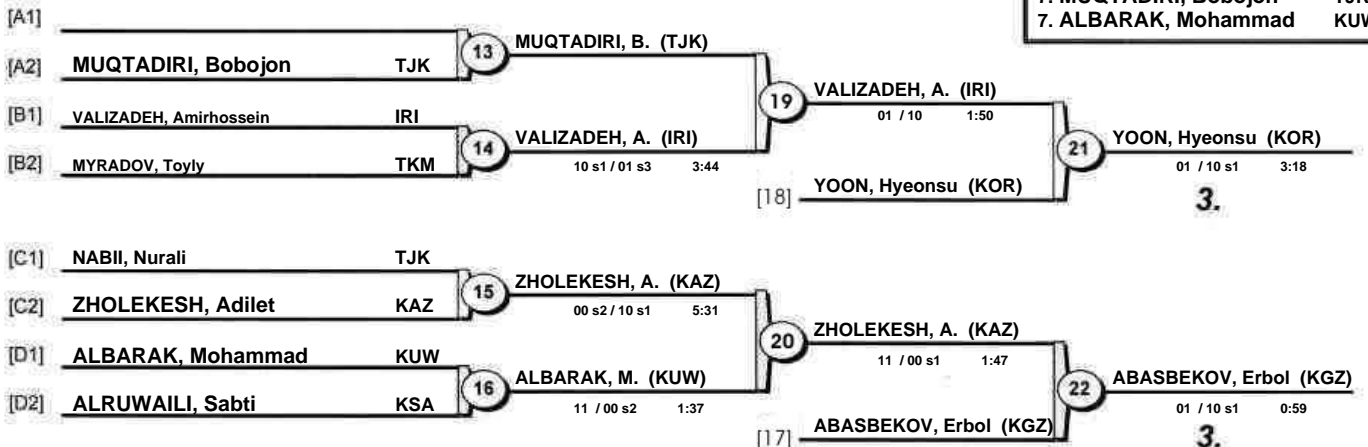 7. ALBARAK, Mohammad
[A1]
[A2] MUQTADIRI, Bobojon TJK
13
MUQTADIRI, B. (TJK)
[B1] VALIZADEH, Amirhossein IRI
[B2] MYRADOV, Toyly TKM
14
VALIZADEH, A. (IRI)
10 s1 / 01 s3 3:44
19
VALIZADEH, A. (IRI)
01 / 10 1:50
[18] YOON, Hyeonsu (KOR)
21
YOON, Hyeonsu (KOR)
01 / 10 s1 3:18
3.
[C1] NABII, Nurali TJK
[C2] ZHOLEKESH, Adilet KAZ
15
ZHOLEKESH, A. (KAZ)
00 s2 / 10 s1 5:31
[D1] ALBARAK, Mohammad KUW
[D2] ALRUWAILI, Sabti KSA
16
ALBARAK, M. (KUW)
11 / 00 s2 1:37
20
ZHOLEKESH, A. (KAZ)
11 / 00 s1 1:47
[17] ABASBEKOV, Erbol (KGZ)
22
ABASBEKOV, Erbol (KGZ)
01 / 10 s1 0:59
3.